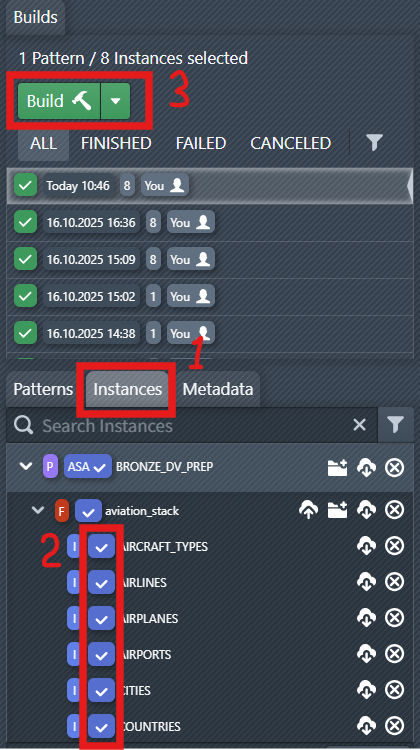 Builds
1 Pattern / 8 Instances selected
Build 3
ALL FINISHED FAILED CANCELED
Today 10:46 8 You
16.10.2025 16:36 8 You
16.10.2025 15:09 8 You
16.10.2025 15:02 1 You
16.10.2025 14:38 1 You
1
Patterns Instances Metadata
Search Instances
P ASA BRONZE_DV_PREP
F aviation_stack
2 I AIRCRAFT_TYPES
I AIRLINES
I AIRPLANES
I AIRPORTS
I CITIES
I COUNTRIES